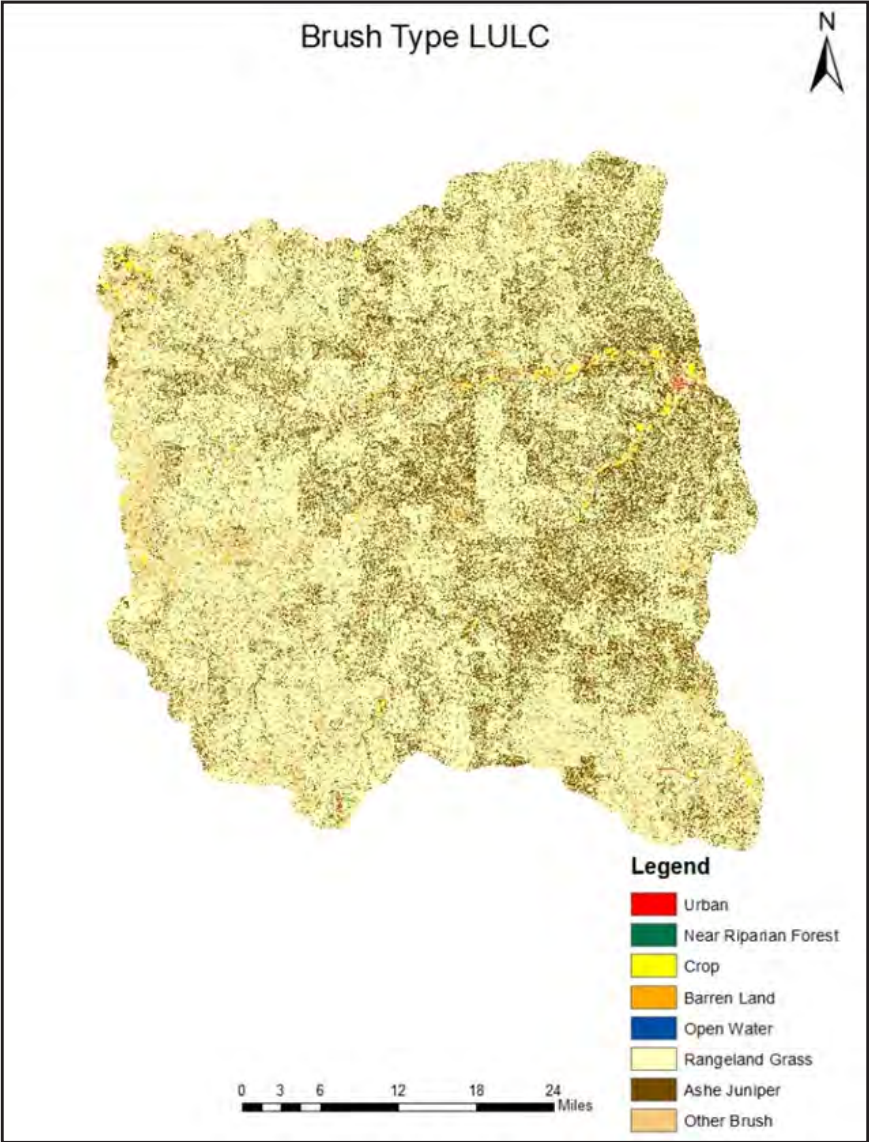 Brush Type LULC
N
Legend
Urban
Near Riparian Forest
Crop
Barren Land
Open Water
Rangeland Grass
Ashe Juniper
Other Brush
0 3 6 12 18 24
Miles